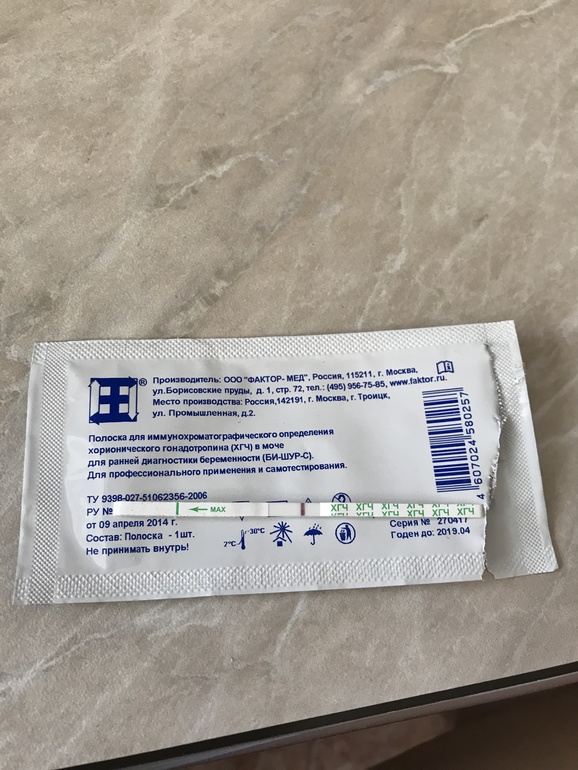 ®
Производитель: ООО "ФАКТОР- МЕД", Россия, 115211, г. Москва,
ул.Борисовские пруды, д. 1, стр. 72, тел.: (495) 956-75-85, www.faktor.ru.
Место производства: Россия,142191, г. Москва, г. Троицк,
ул. Промышленная, д.2.
Полоска для иммунохроматографического определения
хорионического гонадотропина (ХГЧ) в моче
для ранней диагностики беременности (БИ-ШУР-С).
Для профессионального примения и самотестирования.
4 607024 580257
ТУ 9398-027-51062356-2006
РУ №
MAX
ХГЧ ХГЧ ХГЧ ХГЧ ХГЧ ХГЧ
от 09 апреля 2014 г.
Состав: Полоска - 1шт.
Не принимать внутрь!
2°C
30°C
Серия № 270417
Годен до: 2019.04